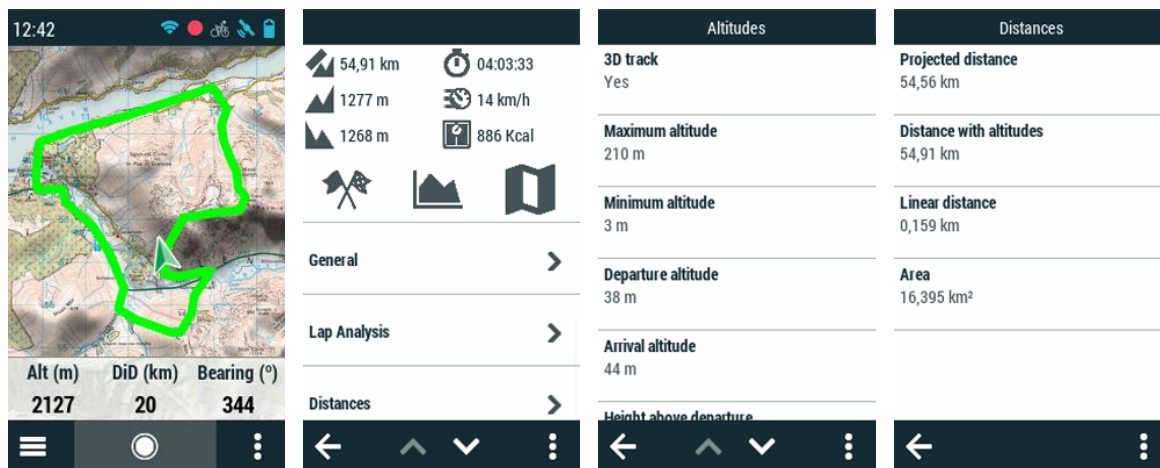 12:42
Alt (m) DiD (km) Bearing (º)
2127 20 344
54,91 km 04:03:33
1277 m 14 km/h
1268 m 886 Kcal
General
Lap Analysis
Distances
Altitudes
3D track
Yes
Maximum altitude
210 m
Minimum altitude
3 m
Departure altitude
38 m
Arrival altitude
44 m
Height above departure
Distances
Projected distance
54,56 km
Distance with altitudes
54,91 km
Linear distance
0,159 km
Area
16,395 km²